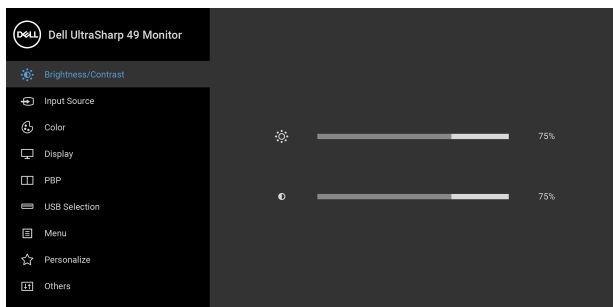 DELL
Dell UltraSharp 49 Monitor
Brightness/Contrast
Input Source
Color
Display
PBP
USB Selection
Menu
Personalize
Others
75%
75%